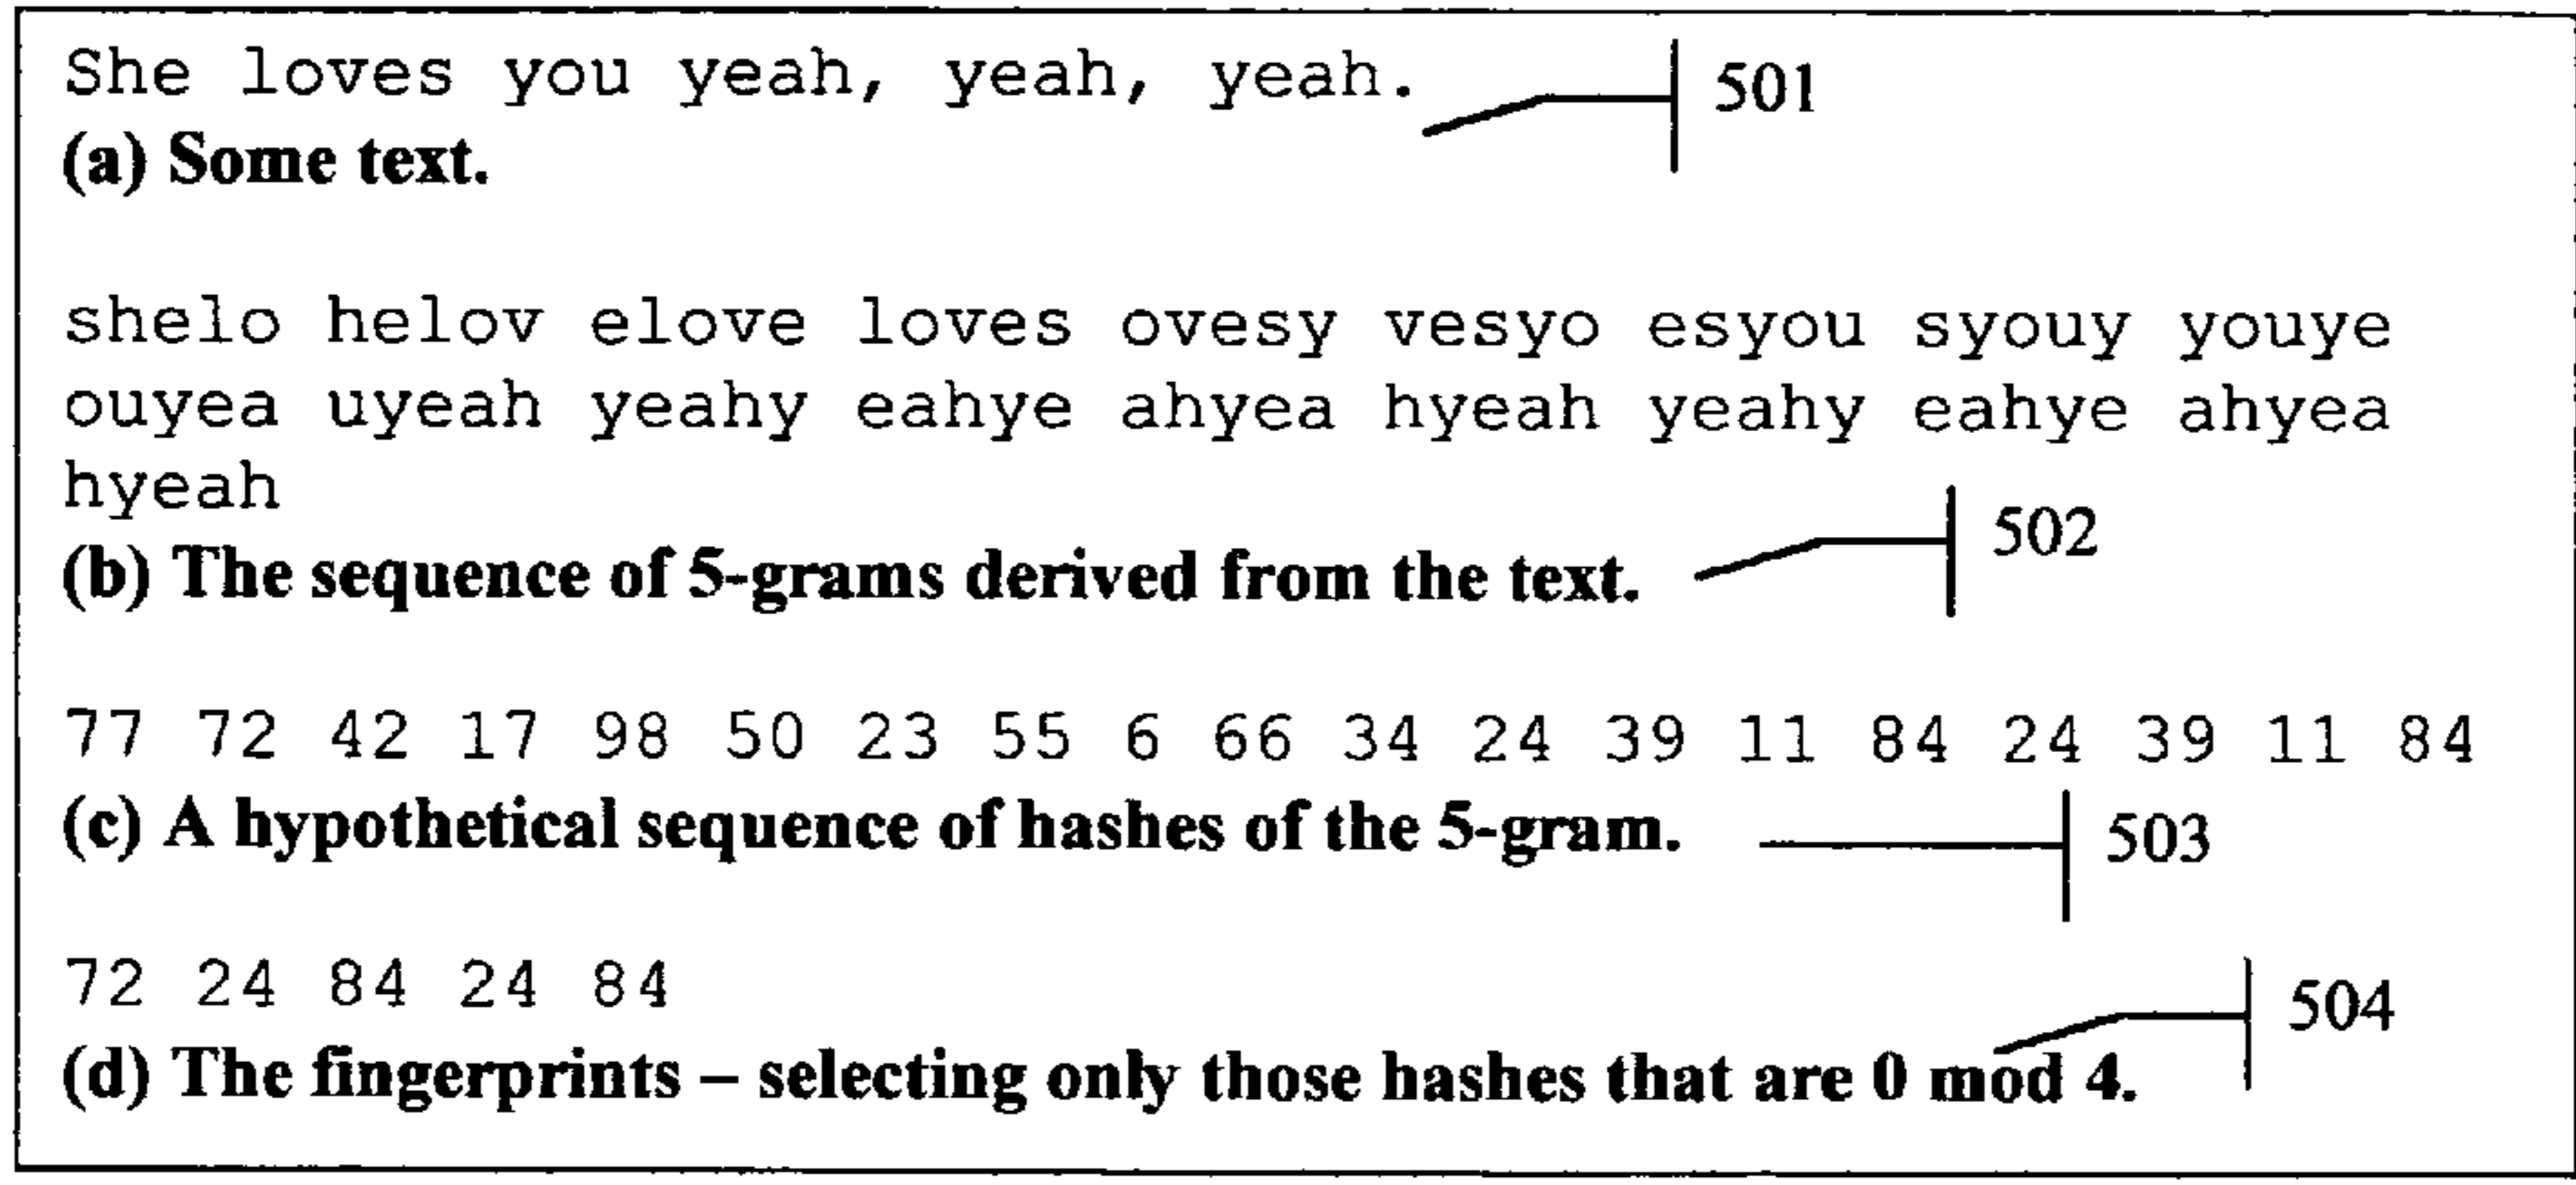 She loves you yeah, yeah, yeah.
501
(a) Some text.
shelo helov elove loves ovesy vesyo esyou syouy youye
ouyea uyeah yeahy eahye ahyea hyeah yeahy eahye ahyea
hyeah
502
(b) The sequence of 5-grams derived from the text.
77 72 42 17 98 50 23 55 6 66 34 24 39 11 84 24 39 11 84
(c) A hypothetical sequence of hashes of the 5-gram.
503
72 24 84 24 84
504
(d) The fingerprints – selecting only those hashes that are 0 mod 4.